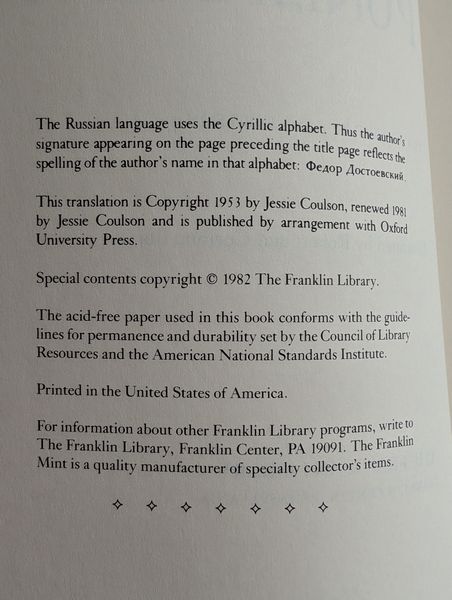 The Russian language uses the Cyrillic alphabet. Thus the author's
signature appearing on the page preceding the title page reflects the
spelling of the author's name in that alphabet: Федор Достоевский.
This translation is Copyright 1953 by Jessie Coulson, renewed 1981
by Jessie Coulson and is published by arrangement with Oxford
University Press.
Special contents copyright © 1982 The Franklin Library.
The acid-free paper used in this book conforms with the guide-
lines for permanence and durability set by the Council of Library
Resources and the American National Standards Institute.
Printed in the United States of America.
For information about other Franklin Library programs, write to
The Franklin Library, Franklin Center, PA 19091. The Franklin
Mint is a quality manufacturer of specialty collector's items.